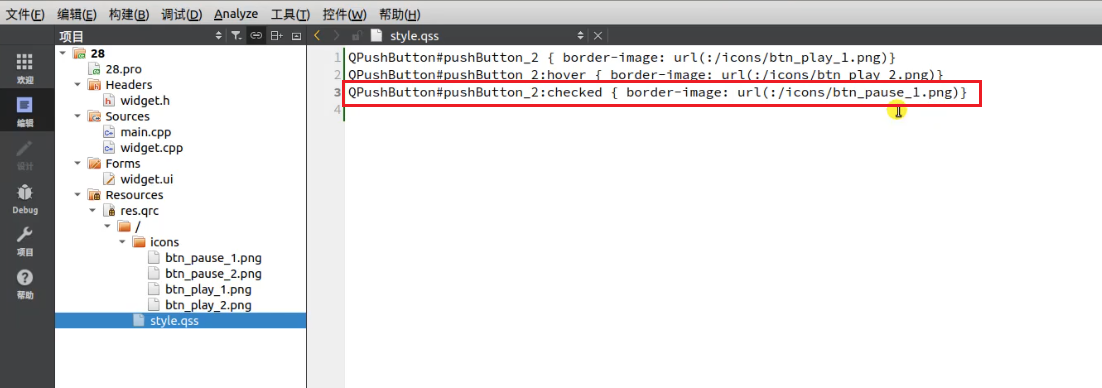 文件(F) 编辑(E) 构建(B) 调试(D) Analyze 工具(T) 控件(W) 帮助(H)
项目
style.qss
欢迎
编辑
设计
Debug
项目
帮助
28
28.pro
Headers
widget.h
Sources
main.cpp
widget.cpp
Forms
widget.ui
Resources
res.qrc
/
icons
btn_pause_1.png
btn_pause_2.png
btn_play_1.png
btn_play_2.png
style.qss
1 QPushButton#pushButton_2 { border-image: url(:/icons/btn_play_1.png)}
2 QPushButton#pushButton_2:hover { border-image: url(:/icons/btn_play_2.png)}
3 QPushButton#pushButton_2:checked { border-image: url(:/icons/btn_pause_1.png)}
4